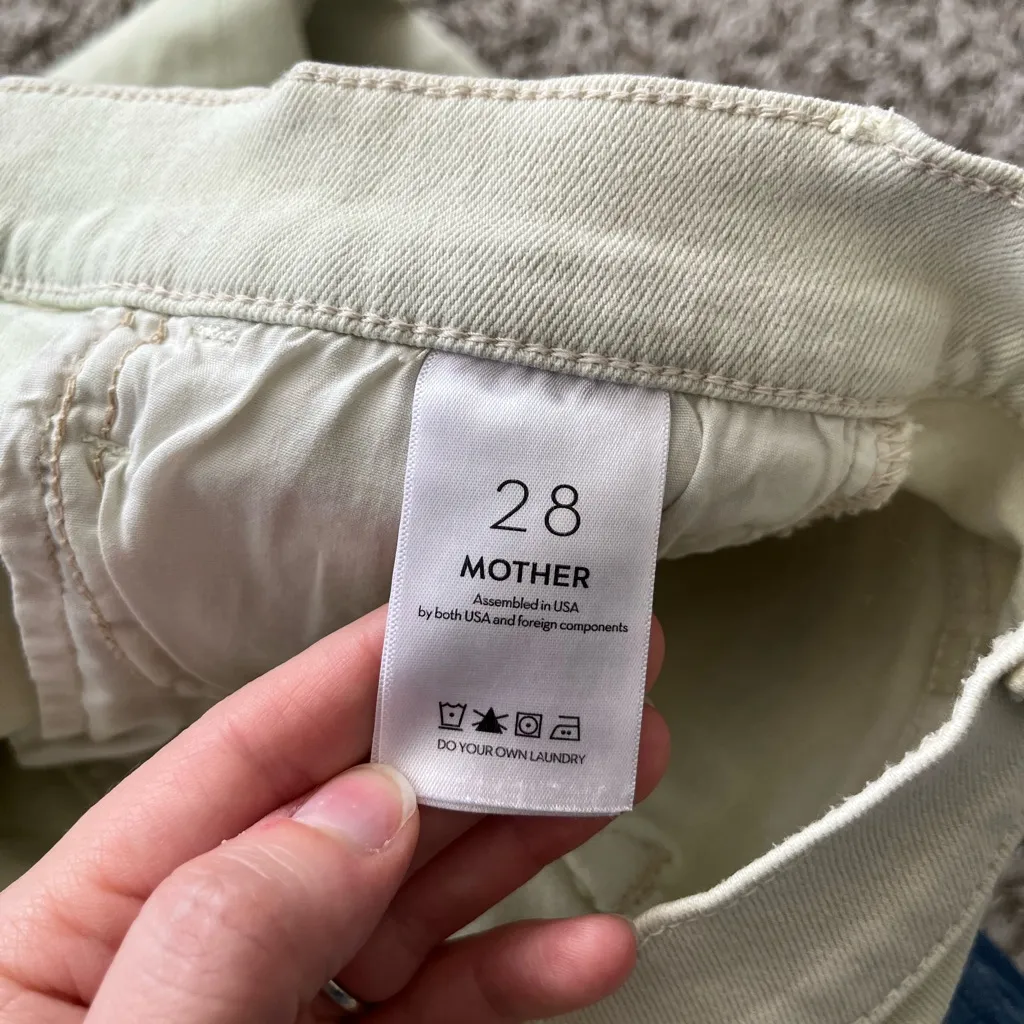 28
MOTHER
Assembled in USA
by both USA and foreign components
DO YOUR OWN LAUNDRY